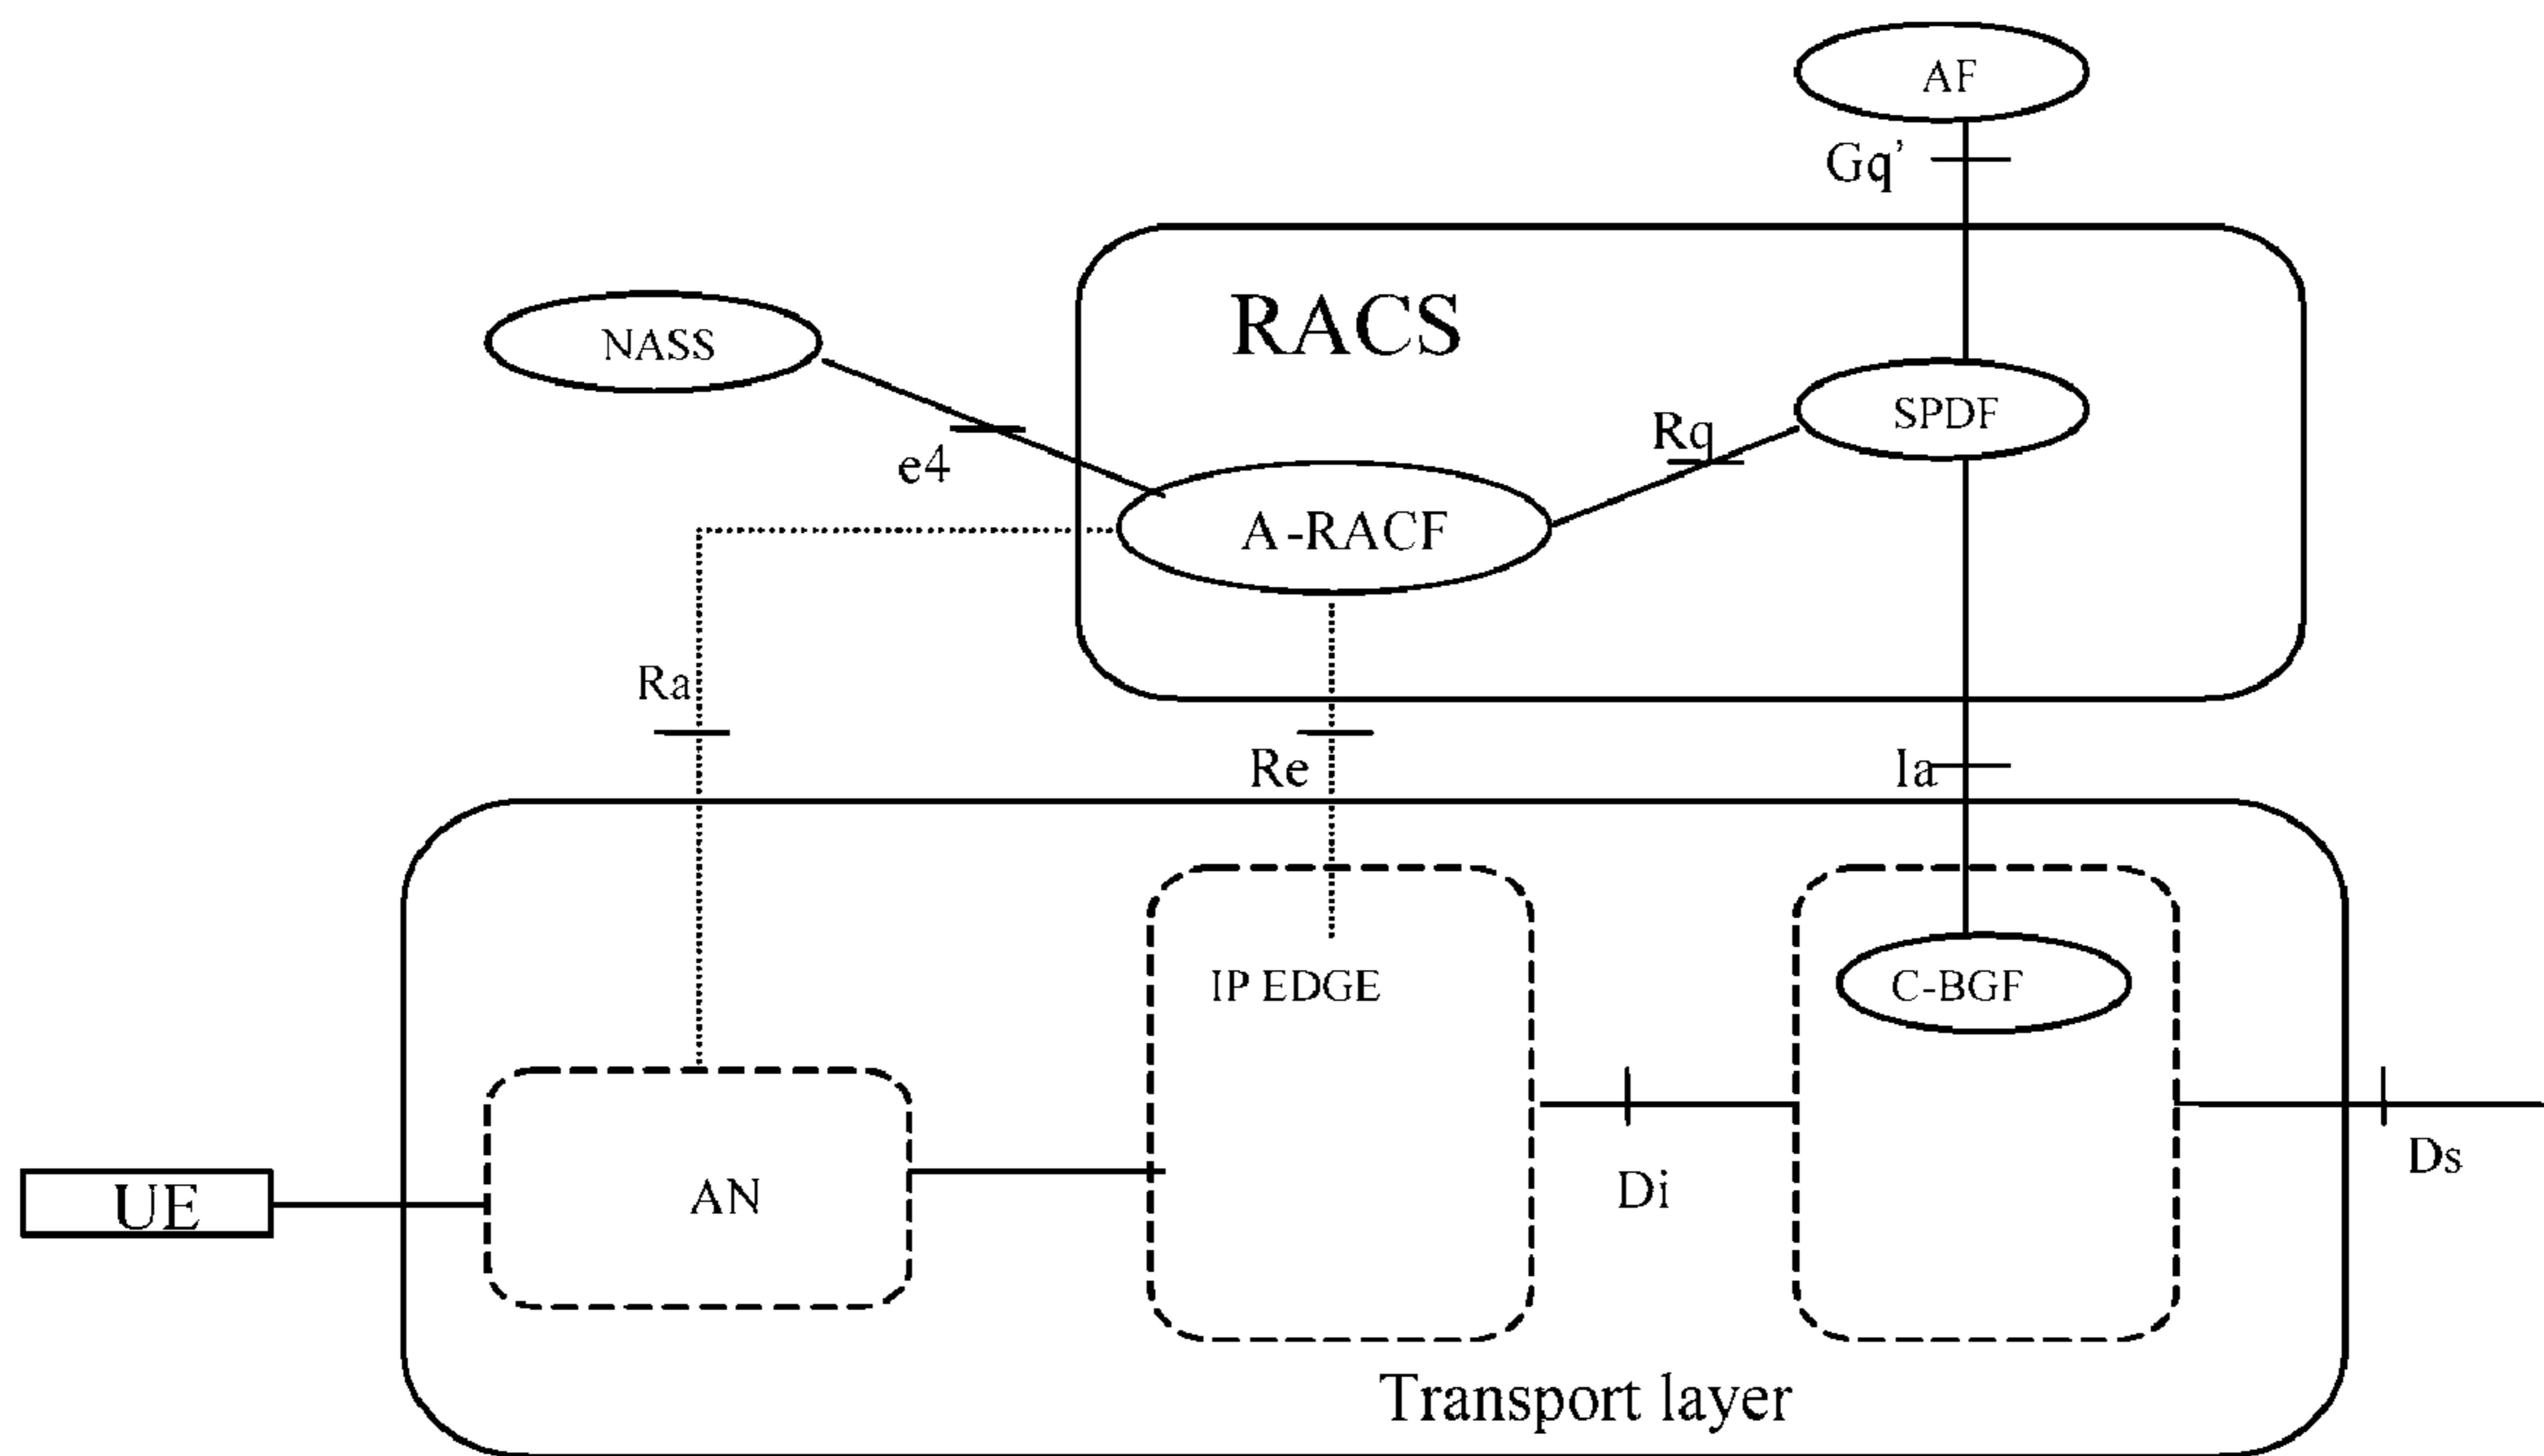 AF
Gq’
RACS
NASS
SPDF
Rq
e4
A-RACF
Ra
Re
Ia
IP EDGE
C-BGF
Ds
Di
AN
UE
Transport layer